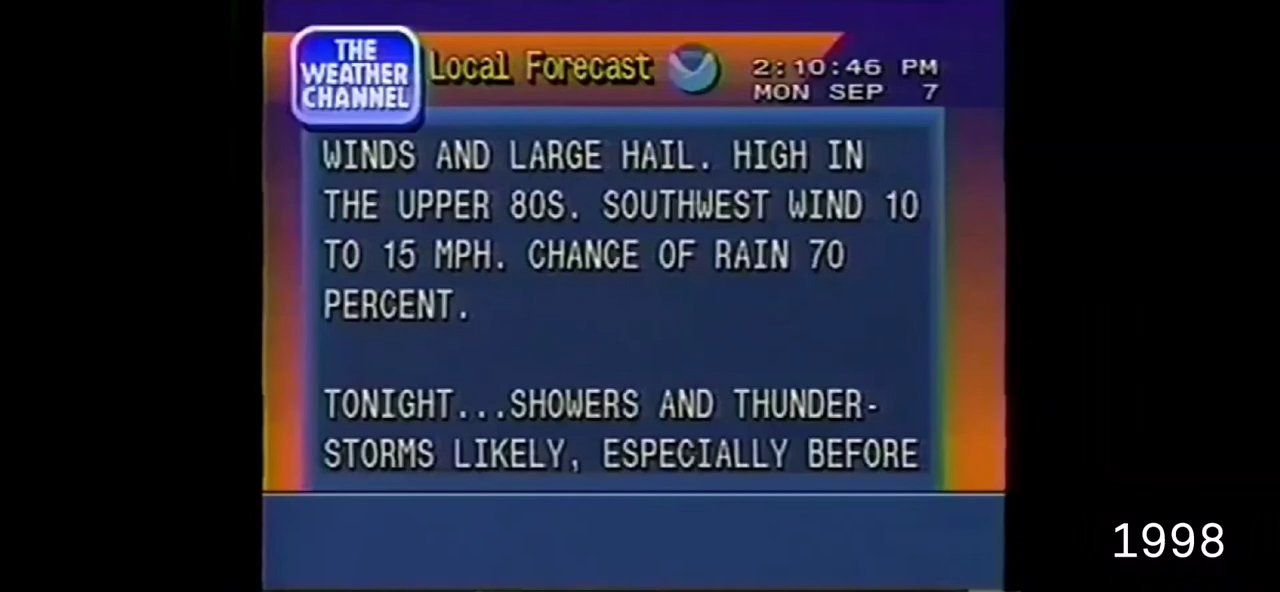 THE
WEATHER
CHANNEL
Local Forecast
2:10:46 PM
MON SEP 7
WINDS AND LARGE HAIL. HIGH IN
THE UPPER 80S. SOUTHWEST WIND 10
TO 15 MPH. CHANCE OF RAIN 70
PERCENT.
TONIGHT...SHOWERS AND THUNDER-
STORMS LIKELY, ESPECIALLY BEFORE
1998